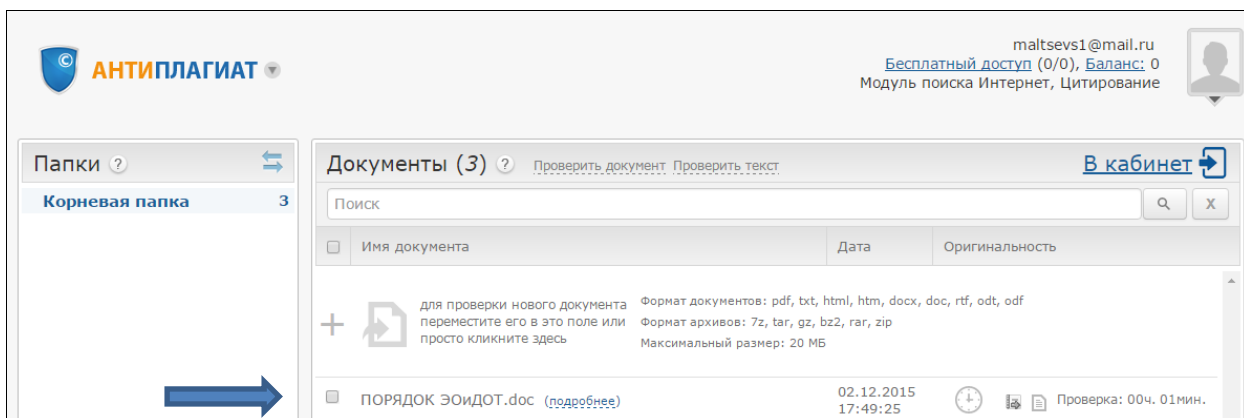 maltsevs1@mail.ru
АНТИПЛАГИАТ
Бесплатный доступ (0/0), Баланс: 0
Модуль поиска Интернет, Цитирование
Папки ?
Документы (3) ? Проверить документ Проверить текст
В кабинет
Корневая папка 3
Поиск
X
Имя документа Дата Оригинальность
для проверки нового документа
переместите его в это поле или
просто кликните здесь
Формат документов: pdf, txt, html, htm, docx, doc, rtf, odt, odf
Формат архивов: 7z, tar, gz, bz2, rar, zip
Максимальный размер: 20 МБ
ПОРЯДОК ЭОиДОТ.doc (подробнее)
02.12.2015
17:49:25
Проверка: 00ч. 01мин.